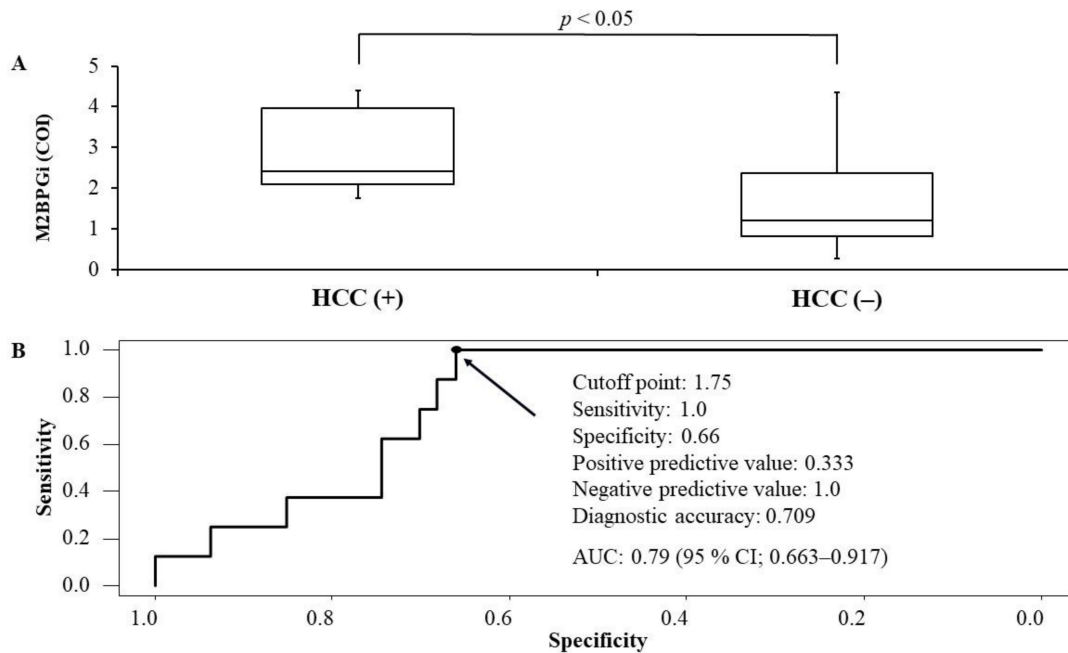 p < 0.05
A
M2BPGi (COI)
5
4
3
2
1
0
HCC (+)
HCC (–)
B
Sensitivity
1.0
0.8
0.6
0.4
0.2
0.0
Cutoff point: 1.75
Sensitivity: 1.0
Specificity: 0.66
Positive predictive value: 0.333
Negative predictive value: 1.0
Diagnostic accuracy: 0.709
AUC: 0.79 (95 % CI; 0.663–0.917)
1.0 0.8 0.6 0.4 0.2 0.0
Specificity